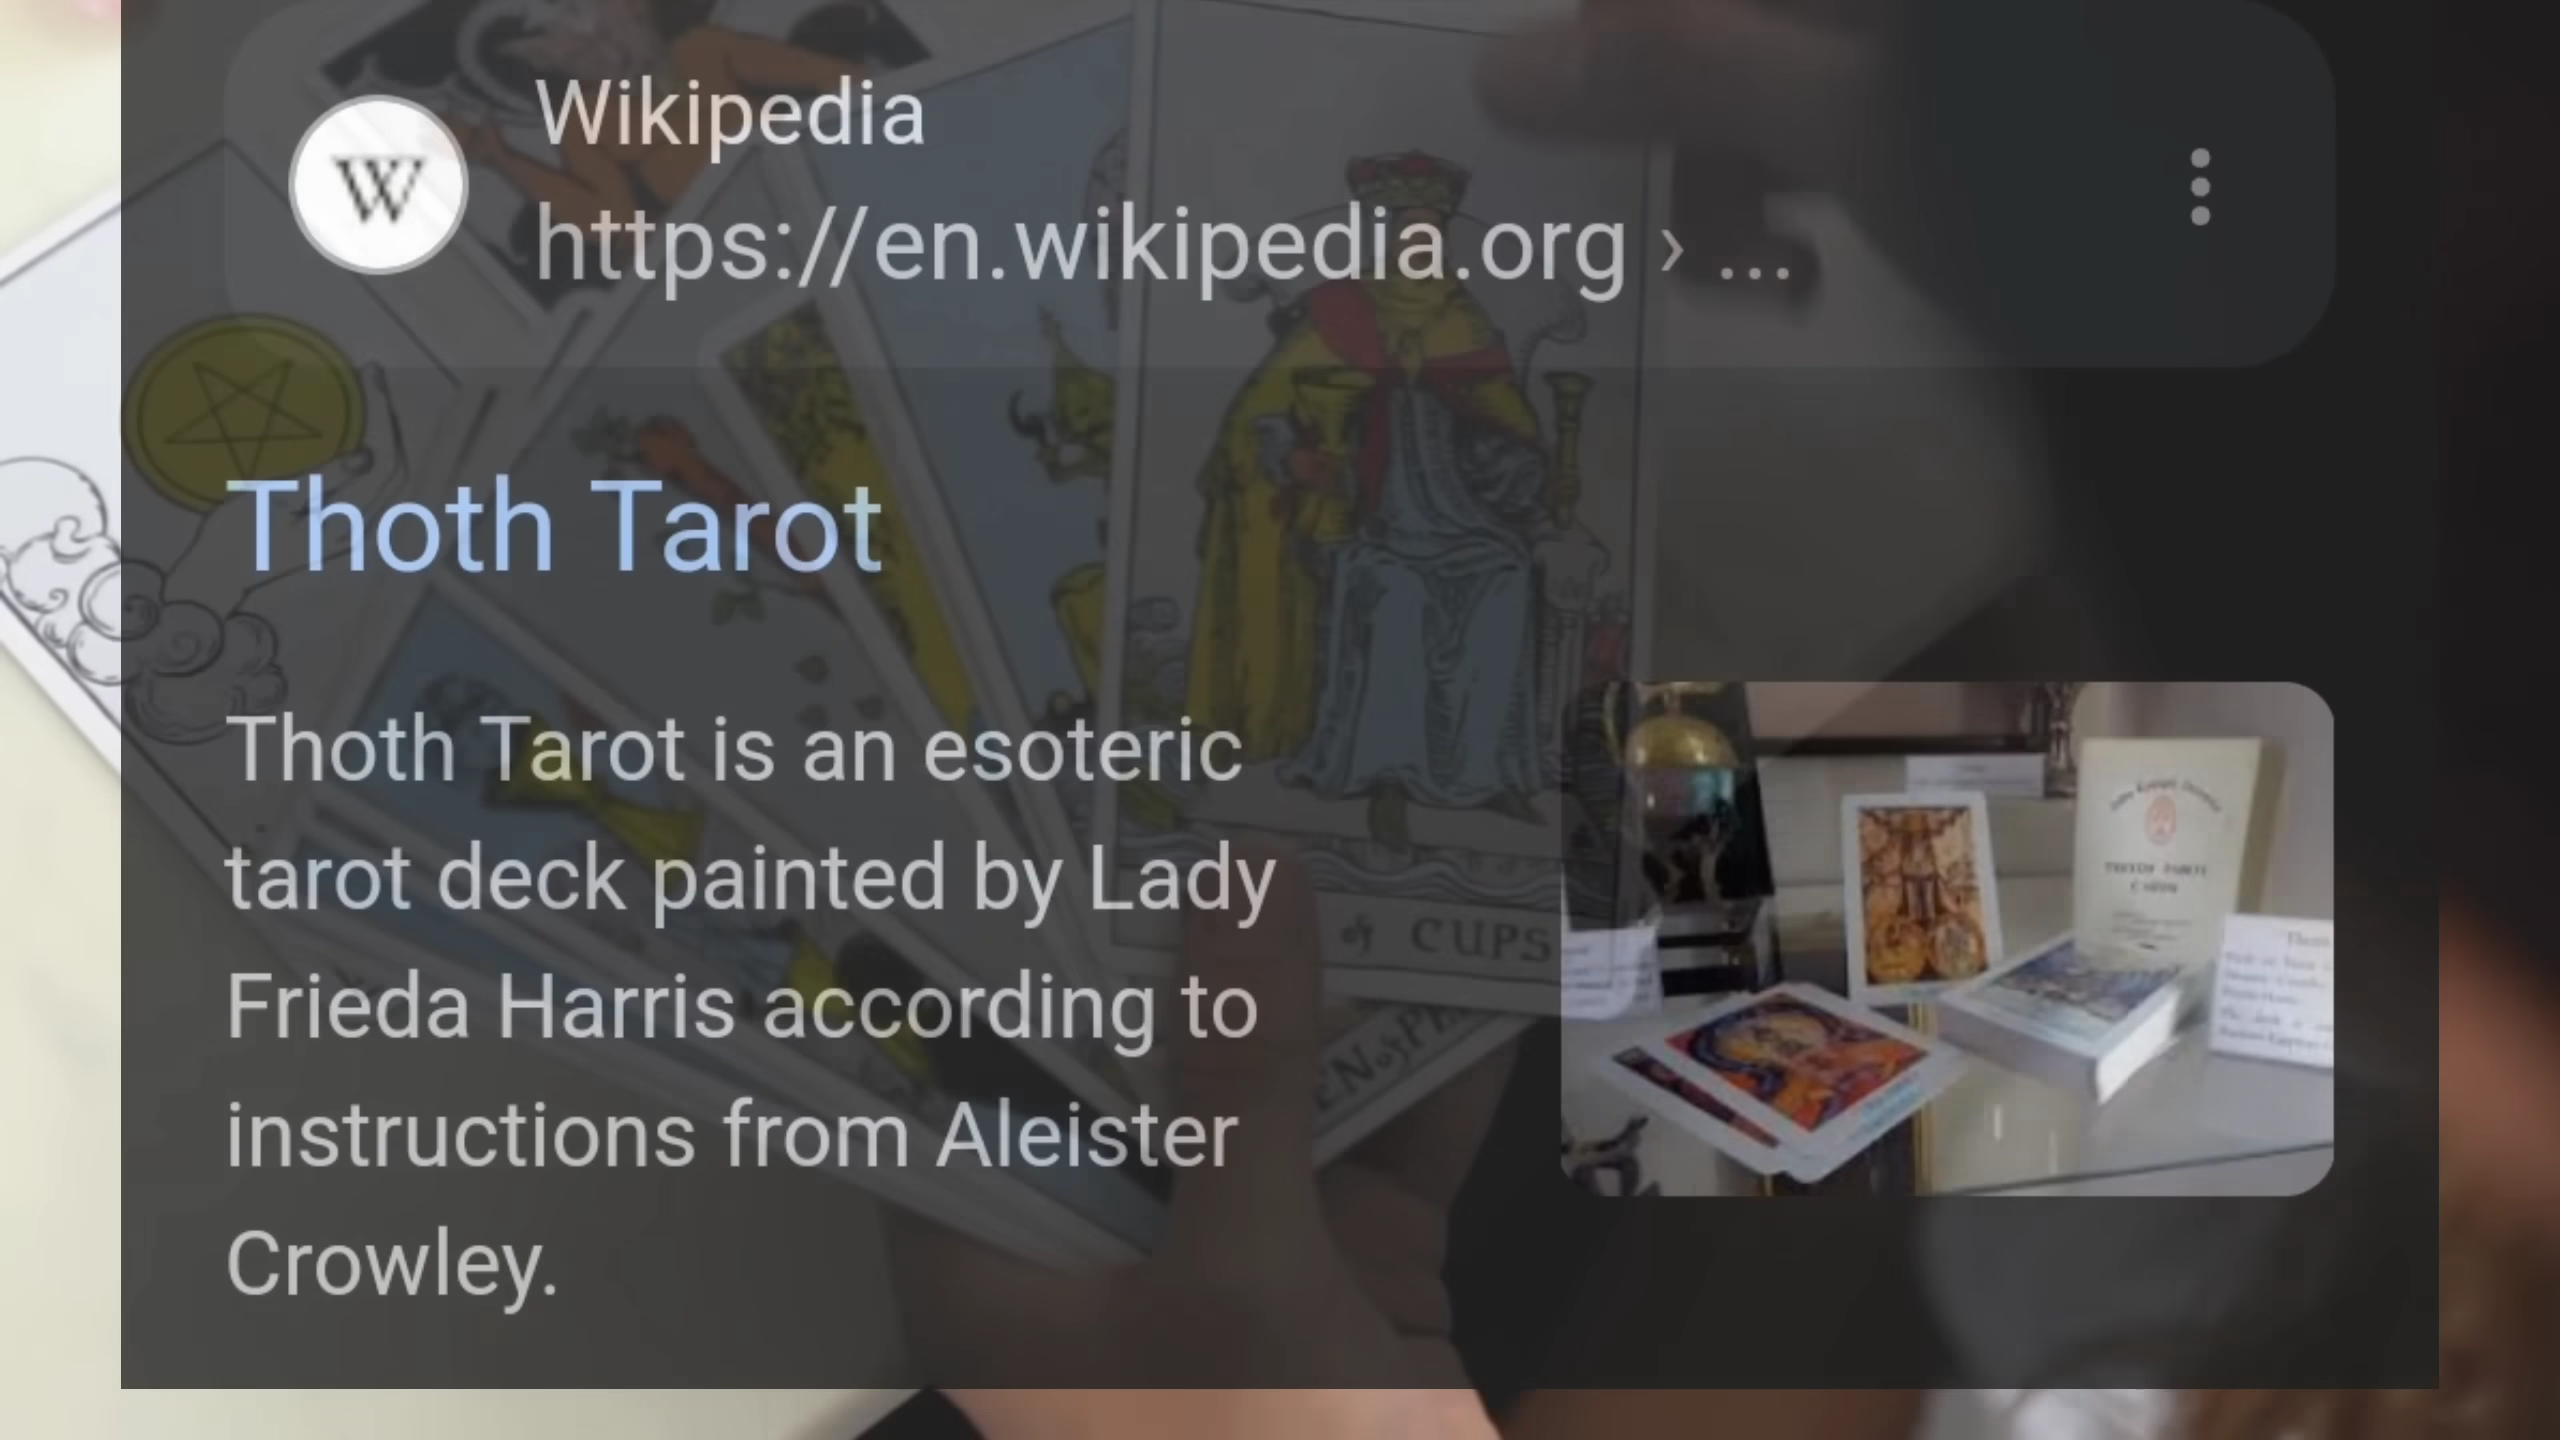 Wikipedia
https://en.wikipedia.org › ...
Thoth Tarot
Thoth Tarot is an esoteric
tarot deck painted by Lady
Frieda Harris according to
instructions from Aleister
Crowley.
of CUPS